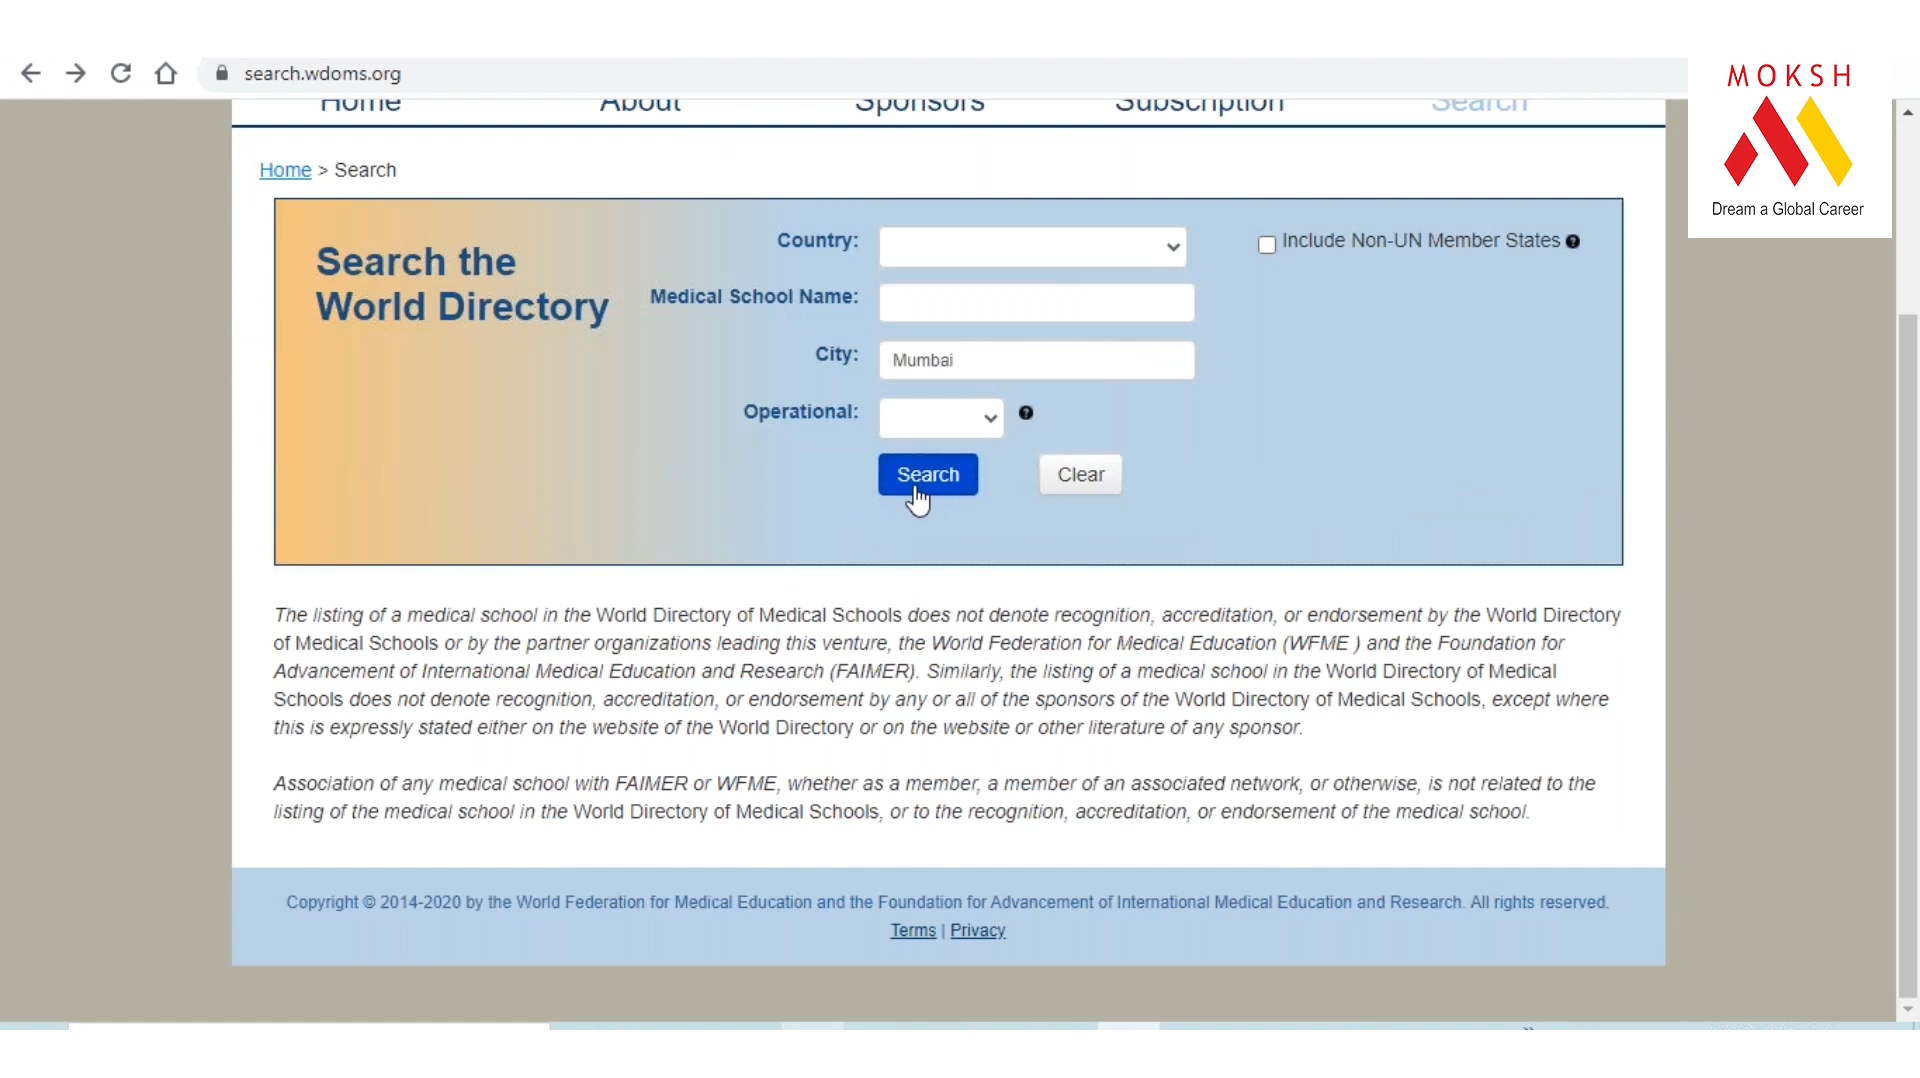 search.wdoms.org
MOKSH
Dream a Global Career
Home About Sponsors Subscription Search
Home > Search
Search the
World Directory
Country:
Include Non-UN Member States
Medical School Name:
City: Mumbai
Operational:
Search Clear
The listing of a medical school in the World Directory of Medical Schools does not denote recognition, accreditation, or endorsement by the World Directory
of Medical Schools or by the partner organizations leading this venture, the World Federation for Medical Education (WFME ) and the Foundation for
Advancement of International Medical Education and Research (FAIMER). Similarly, the listing of a medical school in the World Directory of Medical
Schools does not denote recognition, accreditation, or endorsement by any or all of the sponsors of the World Directory of Medical Schools, except where
this is expressly stated either on the website of the World Directory or on the website or other literature of any sponsor.
Association of any medical school with FAIMER or WFME, whether as a member, a member of an associated network, or otherwise, is not related to the
listing of the medical school in the World Directory of Medical Schools, or to the recognition, accreditation, or endorsement of the medical school.
Copyright © 2014-2020 by the World Federation for Medical Education and the Foundation for Advancement of International Medical Education and Research. All rights reserved.
Terms | Privacy